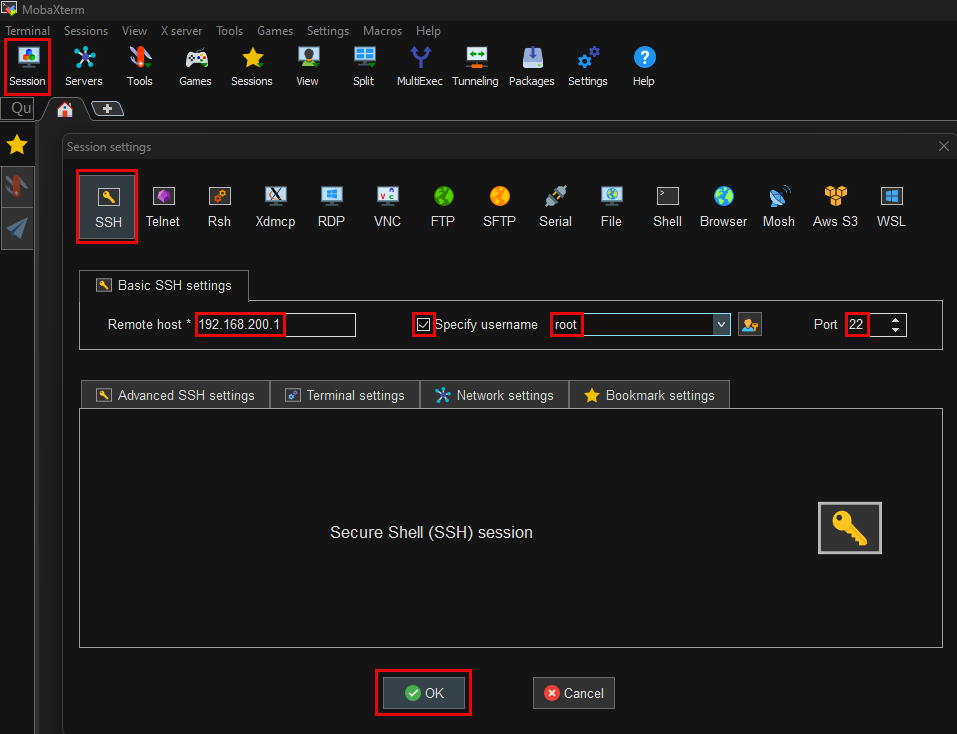 MobaXterm
Terminal Sessions View X server Tools Games Settings Macros Help
Session Servers Tools Games Sessions View Split MultiExec Tunneling Packages Settings Help
Qu
Session settings
SSH Telnet Rsh Xdmcp RDP VNC FTP SFTP Serial File Shell Browser Mosh Aws S3 WSL
Basic SSH settings
Remote host * 192.168.200.1 Specify username root Port 22
Advanced SSH settings Terminal settings Network settings Bookmark settings
Secure Shell (SSH) session
OK Cancel